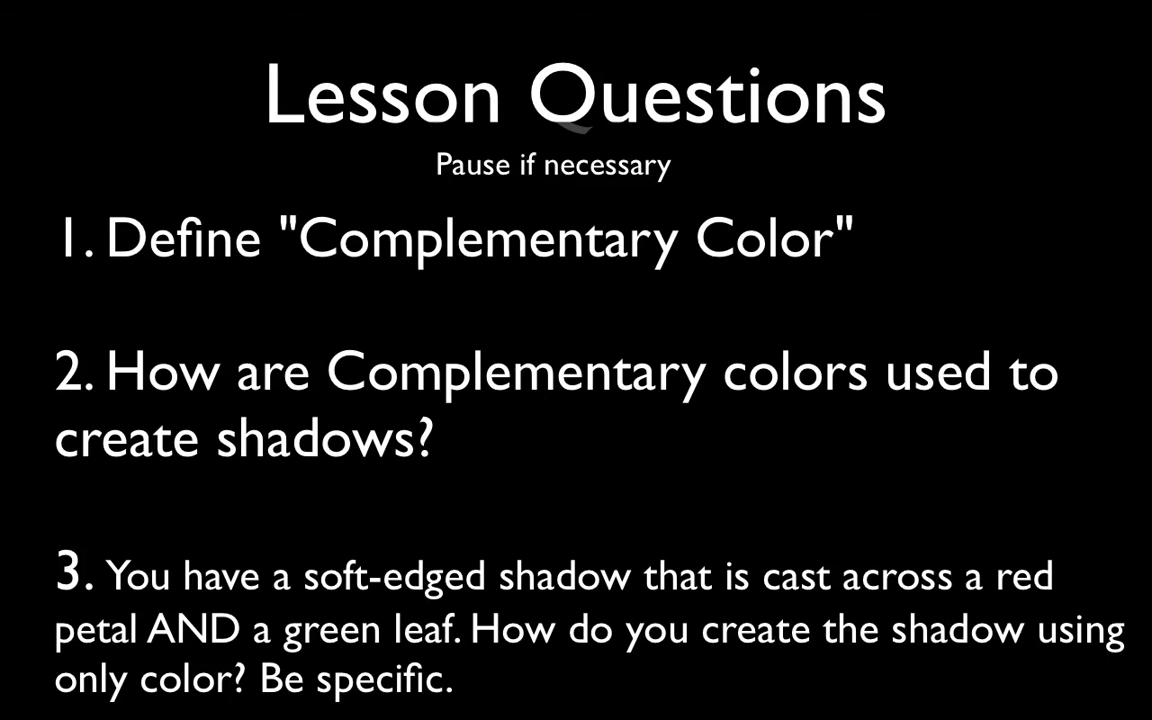 Lesson Questions
Pause if necessary
1. Define "Complementary Color"
2. How are Complementary colors used to
create shadows?
3. You have a soft-edged shadow that is cast across a red
petal AND a green leaf. How do you create the shadow using
only color? Be specific.